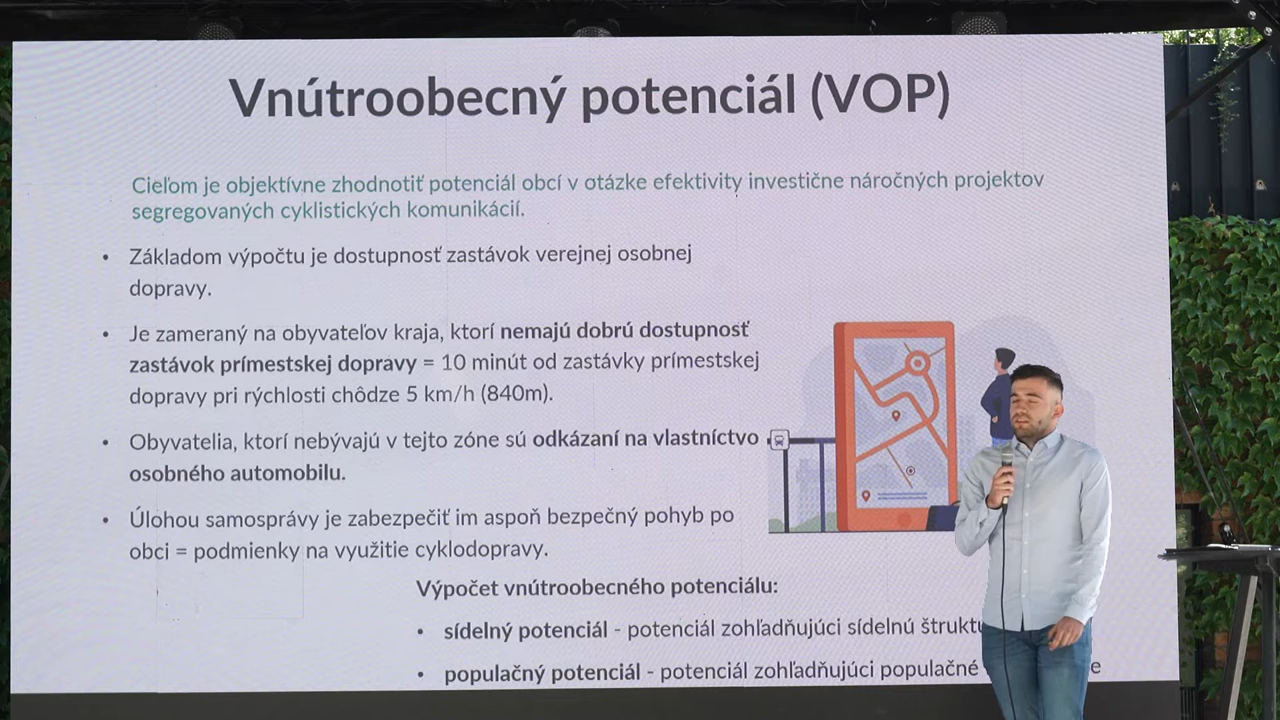 Vnútroobecný potenciál (VOP)
Cieľom je objektívne zhodnotiť potenciál obcí v otázke efektivity investične náročných projektov
segregovaných cyklistických komunikácií.
• Základom výpočtu je dostupnosť zastávok verejnej osobnej
dopravy.
• Je zameraný na obyvateľov kraja, ktorí nemajú dobrú dostupnosť
zastávok prímestskej dopravy = 10 minút od zastávky prímestskej
dopravy pri rýchlosti chôdze 5 km/h (840m).
• Obyvatelia, ktorí nebývajú v tejto zóne sú odkázaní na vlastníctvo
osobného automobilu.
• Úlohou samosprávy je zabezpečiť im aspoň bezpečný pohyb po
obci = podmienky na využitie cyklodopravy.
Výpočet vnútroobecného potenciálu:
• sídelný potenciál - potenciál zohľadňujúci sídelnú
• populačný potenciál - potenciál zohľadňujúci populačné